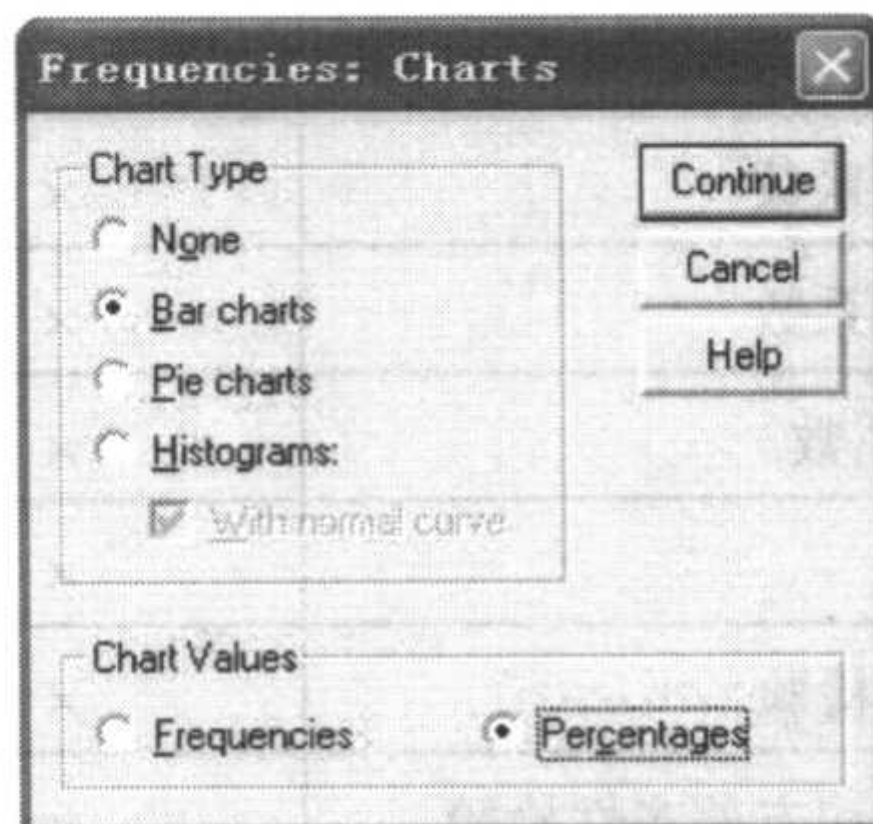 Frequencies: Charts
Chart Type
None
Bar charts
Pie charts
Histograms:
With normal curve
Continue
Cancel
Help
Chart Values
Frequencies
Percentages